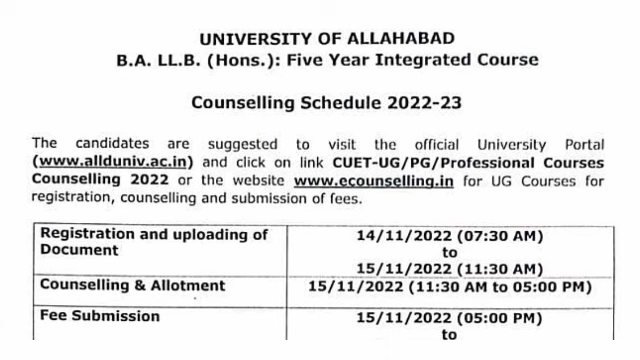 UNIVERSITY OF ALLAHABAD
B.A. LL.B. (Hons.): Five Year Integrated Course
Counselling Schedule 2022-23
The candidates are suggested to visit the official University Portal
(www.allduniv.ac.in) and click on link CUET-UG/PG/Professional Courses
Counselling 2022 or the website www.ecounselling.in for UG Courses for
registration, counselling and submission of fees.
Registration and uploading of
Document
14/11/2022 (07:30 AM)
to
15/11/2022 (11:30 AM)
Counselling & Allotment
15/11/2022 (11:30 AM to 05:00 PM)
Fee Submission
15/11/2022 (05:00 PM)
to